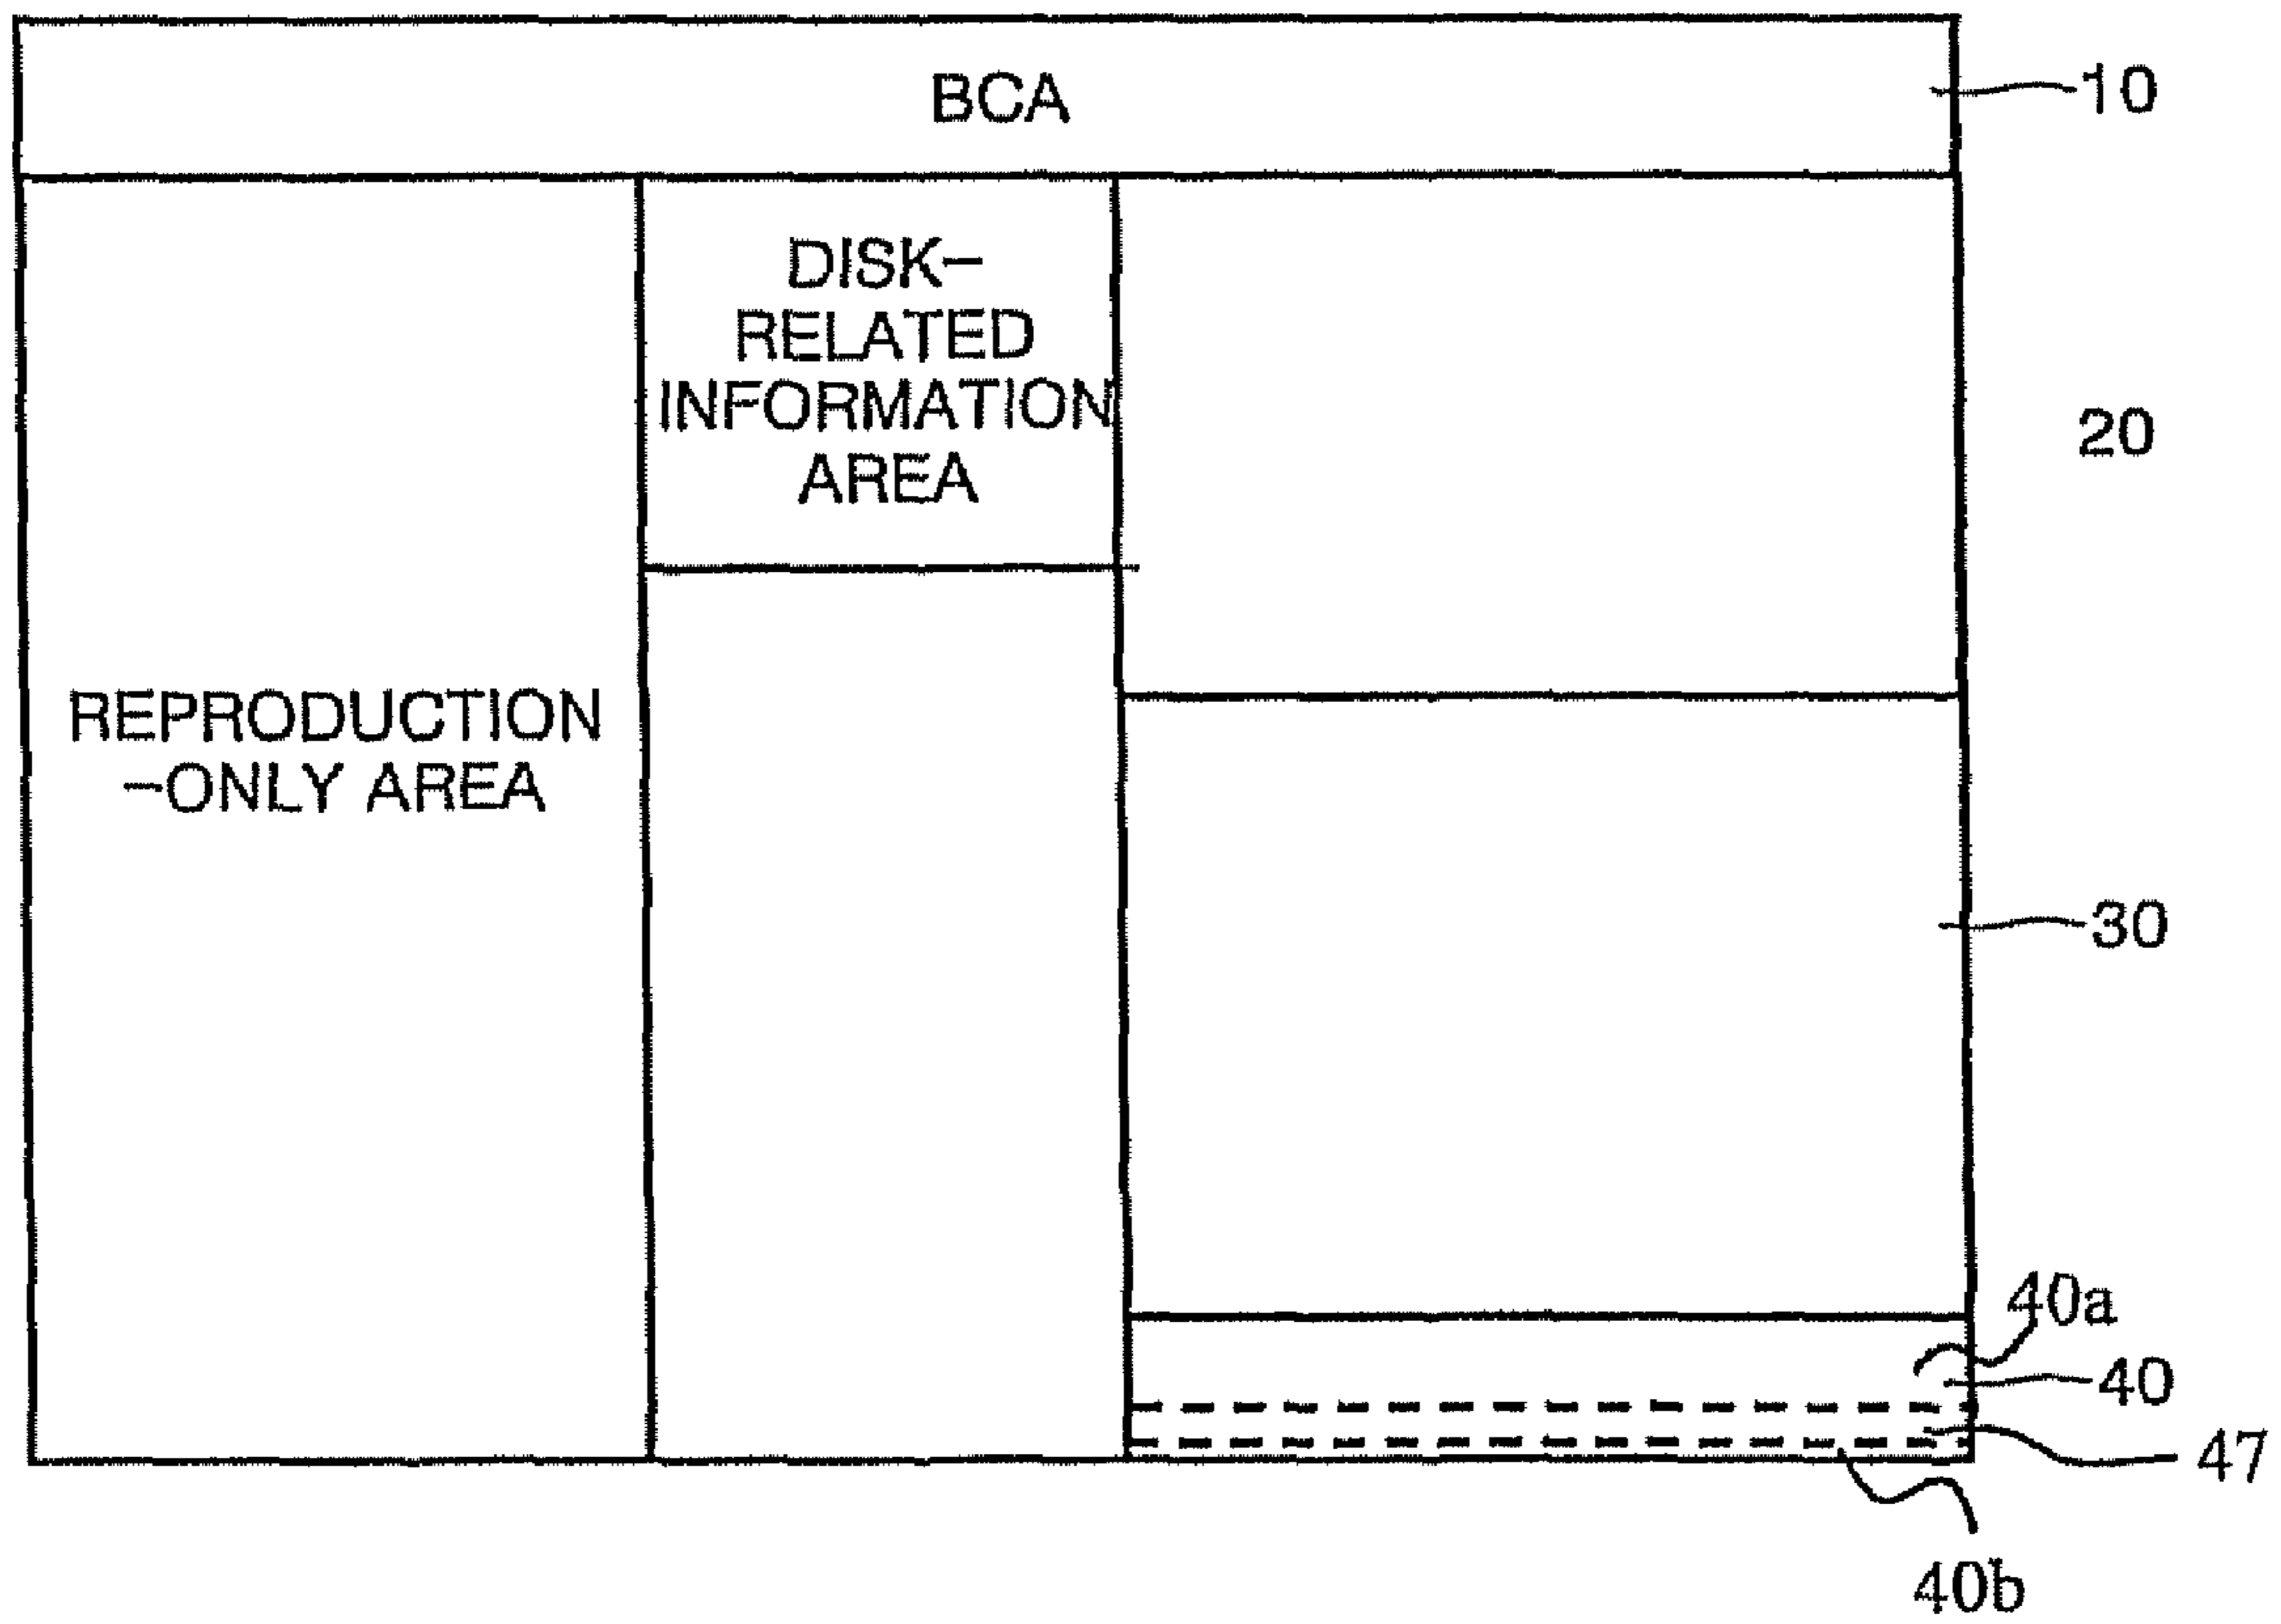 BCA
10
DISK-
RELATED
INFORMATION
AREA
20
REPRODUCTION
-ONLY AREA
30
40a
40
47
40b